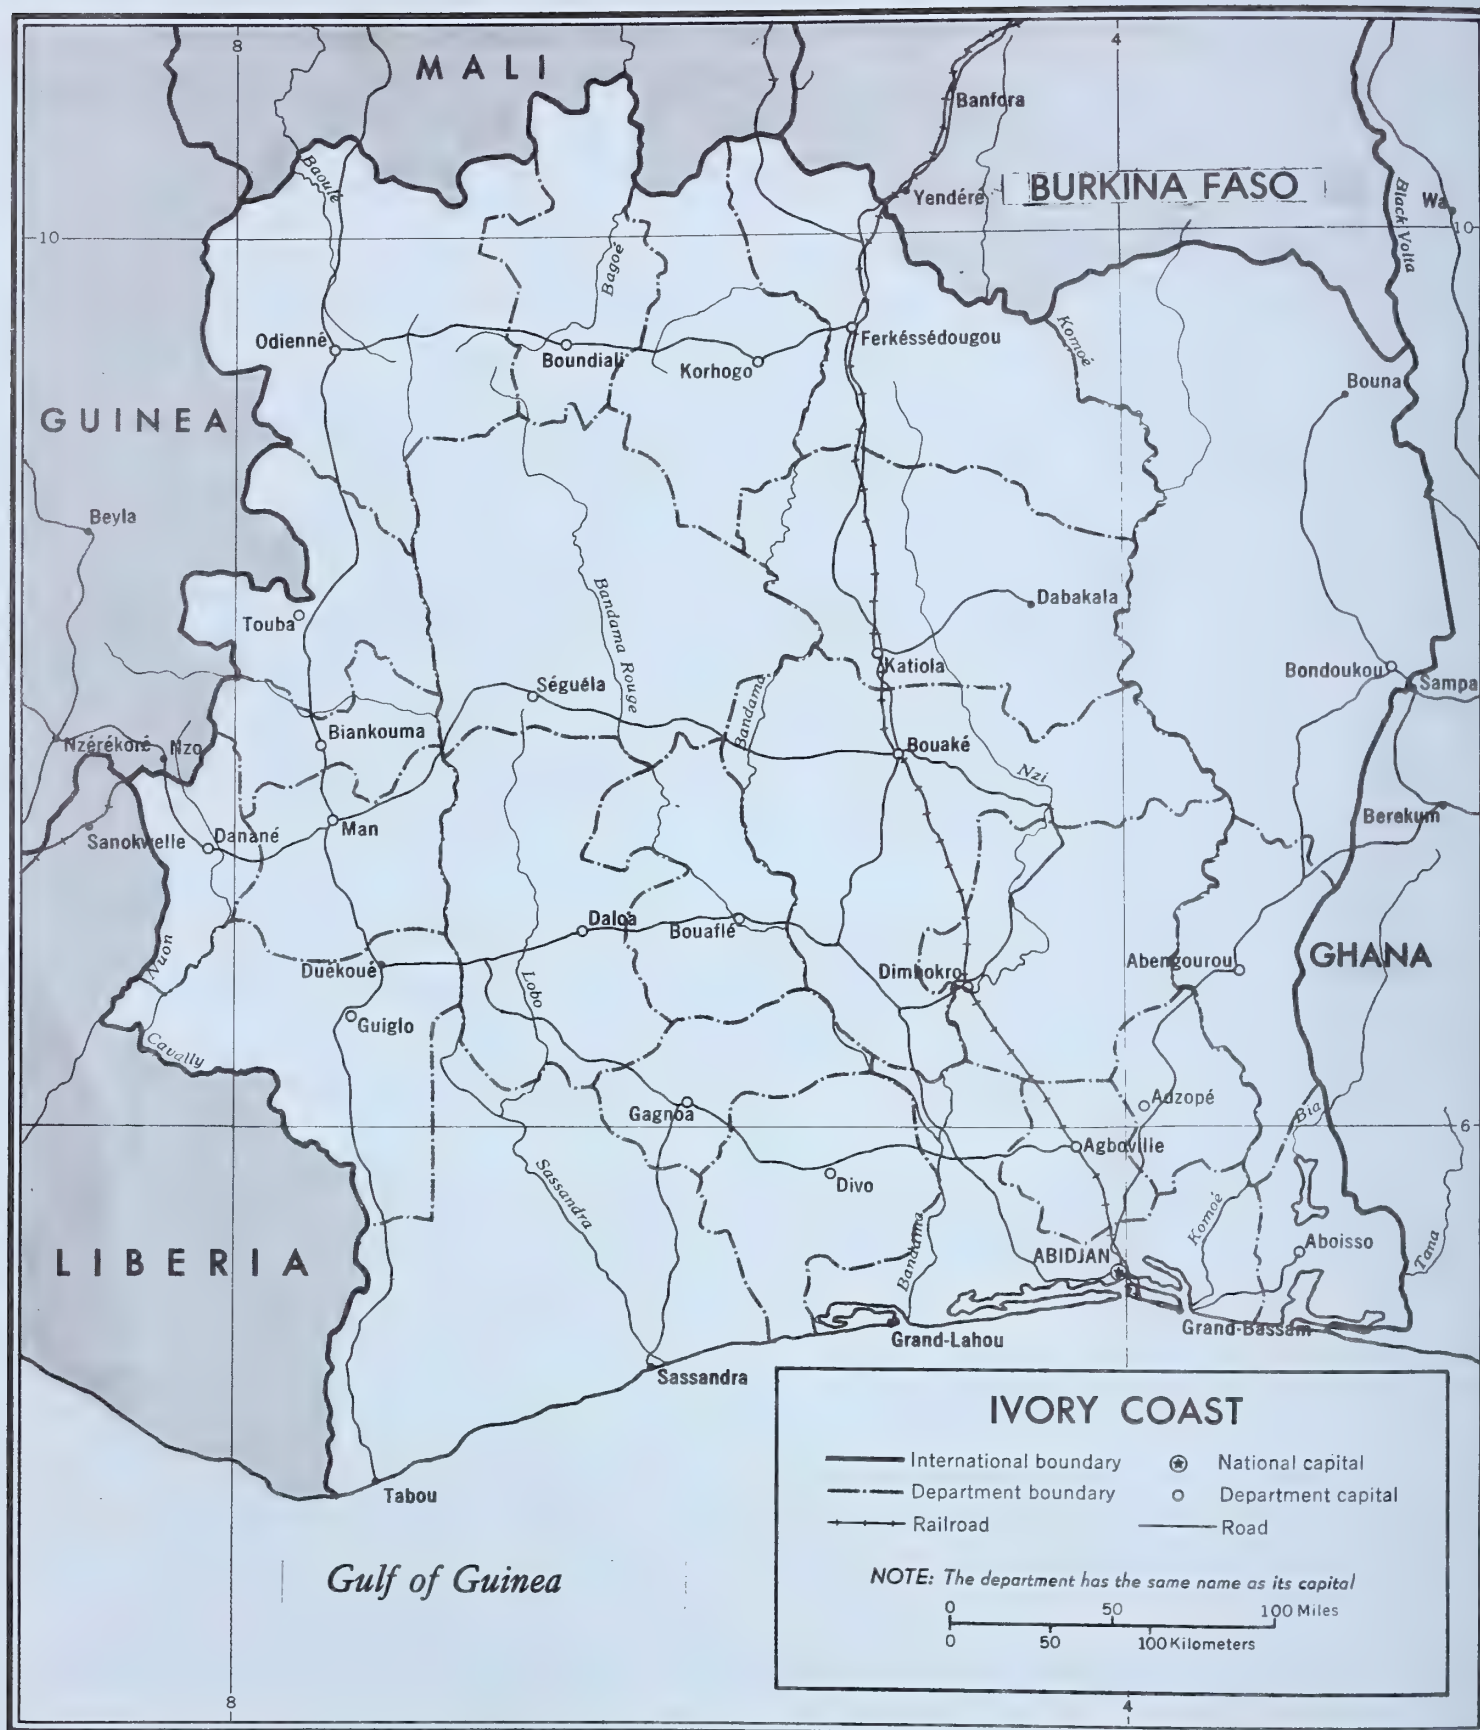 8
4
MALI
Banfora
Baoulé
Yendéré
BURKINA FASO
Black Volta
Wa
10
10
Bagoé
Komoé
Odienné
Boundiali
Korhogo
Ferkéssédougou
Bouna
GUINEA
Beyla
Bandama Rouge
Dabakala
Touba
Katiola
Bondoukou
Sampa
Séguéla
Bandama
Biankouma
Nzérékoré
Nzo
Bouaké
Nzi
Berekum
Sanokwelle
Danané
Man
Daloa
Bouaflé
Nuon
Duékoué
Lobo
Dimbokro
Abengourou
GHANA
Guiglo
Cavally
Gagnoa
Adzopé
Bia
6
Agboville
Divo
Sassandra
Komoé
Bandama
ABIDJAN
Aboisso
Tana
LIBERIA
Grand-Lahou
Grand-Bassam
Sassandra
Tabou
IVORY COAST
International boundary
National capital
Department boundary
Department capital
Railroad
Road
Gulf of Guinea
NOTE: The department has the same name as its capital
0 50 100 Miles
0 50 100 Kilometers
8
4